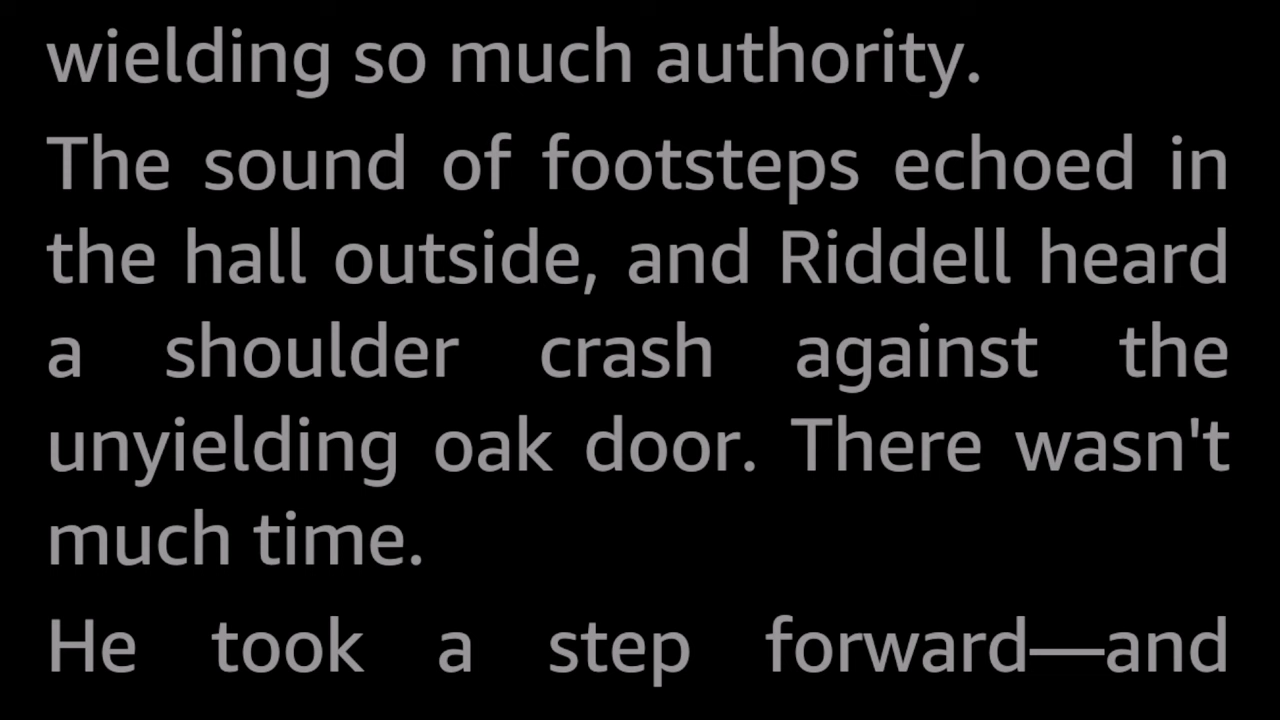 wielding so much authority.
The sound of footsteps echoed in
the hall outside, and Riddell heard
a shoulder crash against the
unyielding oak door. There wasn't
much time.
He took a step forward—and